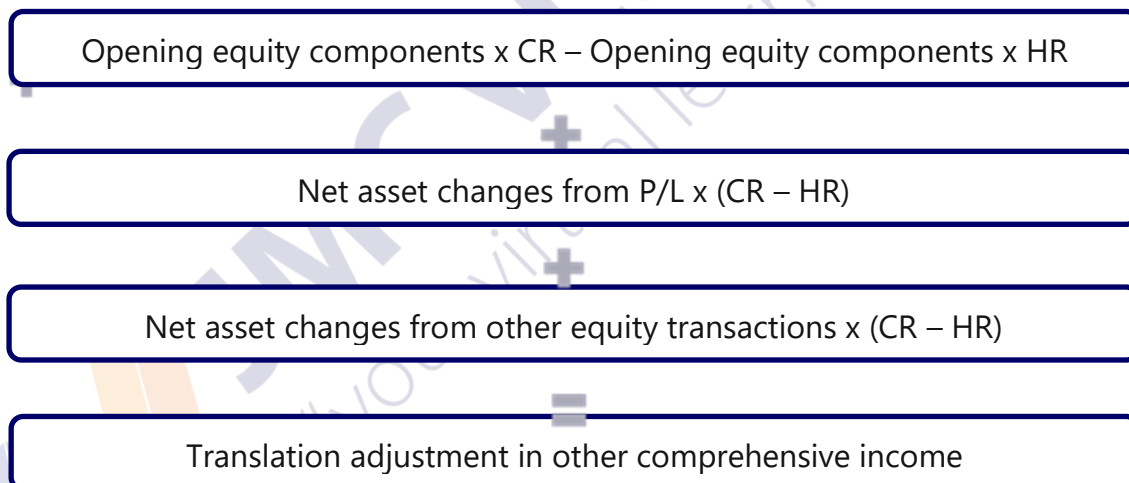 Opening equity components x CR – Opening equity components x HR
+
Net asset changes from P/L x (CR – HR)
+
Net asset changes from other equity transactions x (CR – HR)
=
Translation adjustment in other comprehensive income